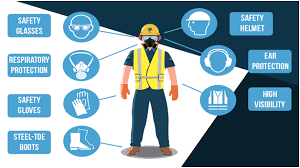 SAFETY
GLASSES
RESPIRATORY
PROTECTION
SAFETY
GLOVES
STEEL-TOE
BOOTS
SAFETY
HELMET
EAR
PROTECTION
HIGH
VISIBILITY